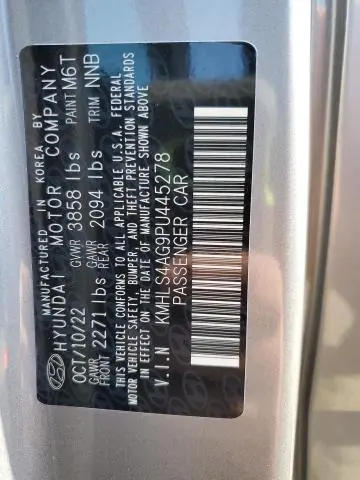 MANUFACTURED IN KOREA BY
HYUNDAI MOTOR COMPANY
OCT/10/22 GVWR 3858 lbs PAINT M6T
GAWR FRONT 2271 lbs GAWR REAR 2094 lbs TRIM NNB
THIS VEHICLE CONFORMS TO ALL APPLICABLE U.S.A. FEDERAL
MOTOR VEHICLE SAFETY, BUMPER, AND THEFT PREVENTION STANDARDS
IN EFFECT ON THE DATE OF MANUFACTURE SHOWN ABOVE
V.I.N KMHLS4AG9PU445278
PASSENGER CAR